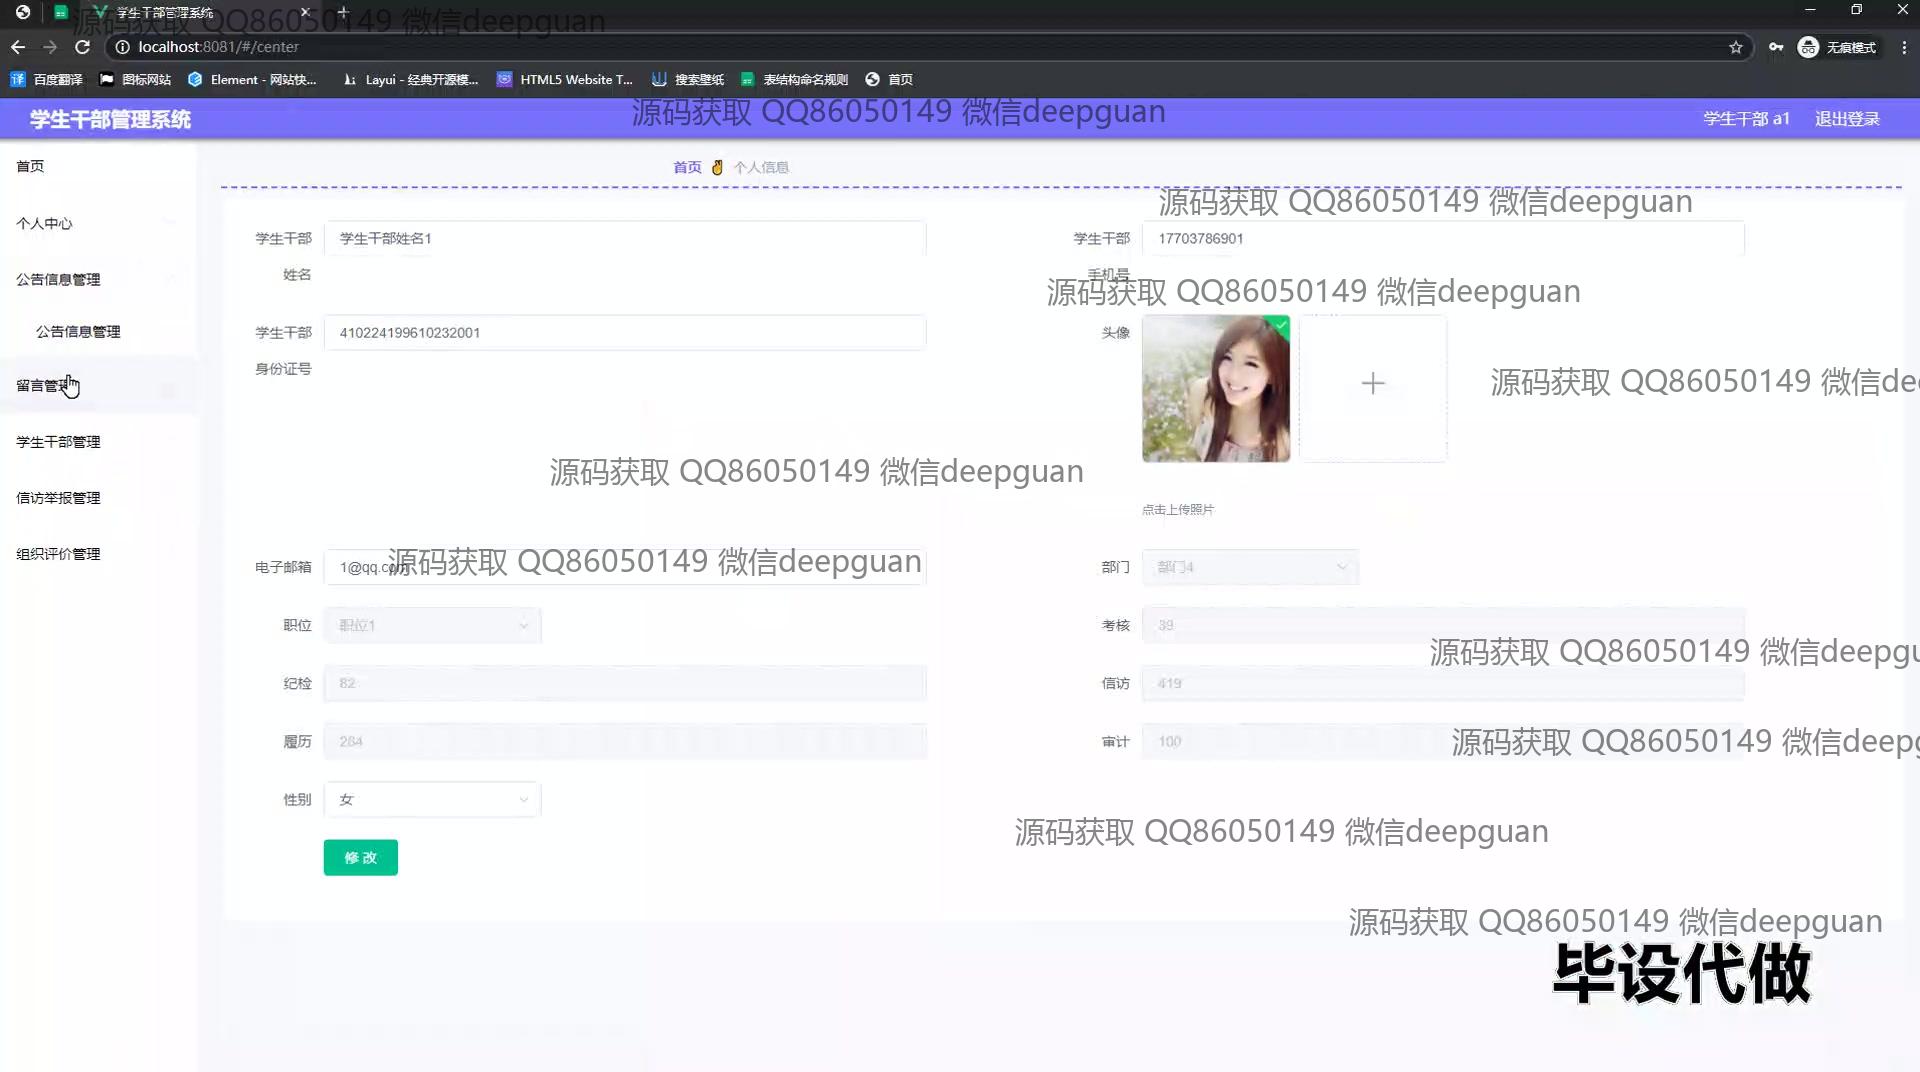 学生干部管理系统
源码获取 QQ86050149 微信deepguan
localhost:8081/#/center
无痕模式
百度翻译
图标网站
Element - 网站快...
Layui - 经典开源模...
HTML5 Website T...
搜索壁纸
表结构命名规则
首页
学生干部管理系统
源码获取 QQ86050149 微信deepguan
学生干部 a1
退出登录
首页
个人中心
公告信息管理
公告信息管理
留言管理
学生干部管理
信访举报管理
组织评价管理
首页
个人信息
源码获取 QQ86050149 微信deepguan
学生干部姓名
学生干部姓名1
学生干部手机号
17703786901
源码获取 QQ86050149 微信deepguan
学生干部身份证号
410224199610232001
头像
源码获取 QQ86050149 微信dee
源码获取 QQ86050149 微信deepguan
点击上传照片
电子邮箱
1@qq.com
源码获取 QQ86050149 微信deepguan
部门
部门4
职位
职位1
考核
39
源码获取 QQ86050149 微信deepgu
纪检
82
信访
419
履历
264
审计
100
源码获取 QQ86050149 微信deepg
性别
女
源码获取 QQ86050149 微信deepguan
修改
源码获取 QQ86050149 微信deepguan
毕设代做